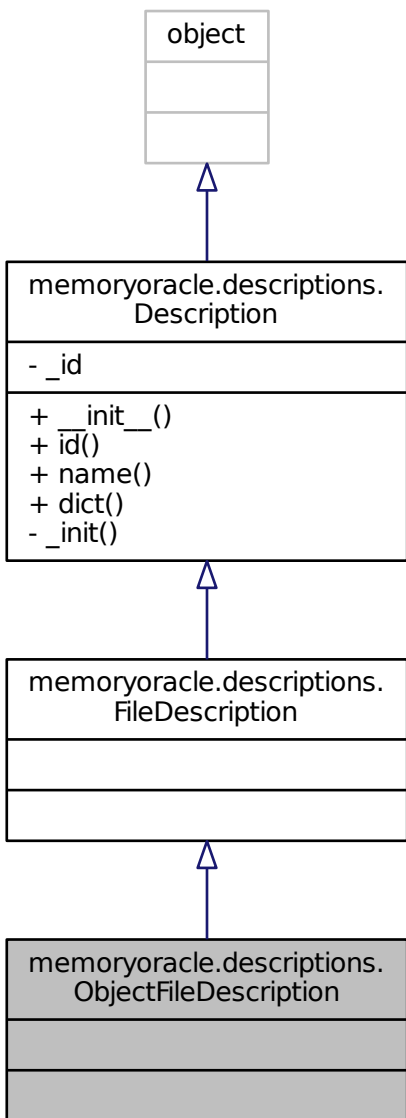 object
memoryoracle.descriptions.
Description
- _id
+ __init__()
+ id()
+ name()
+ dict()
- _init()
memoryoracle.descriptions.
FileDescription
memoryoracle.descriptions.
ObjectFileDescription